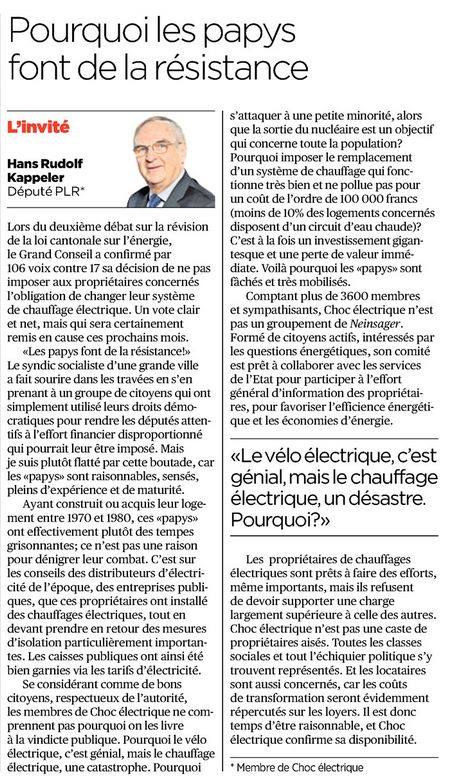 Pourquoi les papys
font de la résistance
L'invité
Hans Rudolf
Kappeler
Député PLR*
Lors du deuxième débat sur la révision
de la loi cantonale sur l'énergie,
le Grand Conseil a confirmé par
106 voix contre 17 sa décision de ne pas
imposer aux propriétaires concernés
l'obligation de changer leur système
de chauffage électrique. Un vote clair
et net, mais qui sera certainement
remis en cause ces prochains mois.
«Les papys font de la résistance!»
Le syndic socialiste d'une grande ville
a fait sourire dans les travées en s'en
prenant à un groupe de citoyens qui ont
simplement utilisé leurs droits démo-
cratiques pour rendre les députés atten-
tifs à l'effort financier disproportionné
qui pourrait leur être imposé. Mais
je suis plutôt flatté par cette boutade, car
les «papys» sont raisonnables, sensés,
pleins d'expérience et de maturité.
Ayant construit ou acquis leur loge-
ment entre 1970 et 1980, ces «papys»
ont effectivement plutôt des tempes
grisonnantes; ce n'est pas une raison
pour dénigrer leur combat. C'est sur
les conseils des distributeurs d'électri-
cité de l'époque, des entreprises publi-
ques, que ces propriétaires ont installé
des chauffages électriques, tout en
devant prendre en retour des mesures
d'isolation particulièrement importan-
tes. Les caisses publiques ont ainsi été
bien garnies via les tarifs d'électricité.
Se considérant comme de bons
citoyens, respectueux de l'autorité,
les membres de Choc électrique ne com-
prennent pas pourquoi on les livre
à la vindicte publique. Pourquoi le vélo
électrique, c'est génial, mais le chauffage
électrique, une catastrophe. Pourquoi
s'attaquer à une petite minorité, alors
que la sortie du nucléaire est un objectif
qui concerne toute la population?
Pourquoi imposer le remplacement
d'un système de chauffage qui fonc-
tionne très bien et ne pollue pas pour
un coût de l'ordre de 100 000 francs
(moins de 10% des logements concernés
disposent d'un circuit d'eau chaude)?
C'est à la fois un investissement gigan-
tesque et une perte de valeur immé-
diate. Voilà pourquoi les «papys» sont
fâchés et très mobilisés.
Comptant plus de 3600 membres
et sympathisants, Choc électrique n'est
pas un groupement de Neinsager.
Formé de citoyens actifs, intéressés par
les questions énergétiques, son comité
est prêt à collaborer avec les services
de l'Etat pour participer à l'effort
général d'information des propriétai-
res, pour favoriser l'efficience énergéti-
que et les économies d'énergie.
«Le vélo électrique, c'est
génial, mais le chauffage
électrique, un désastre.
Pourquoi?»
Les propriétaires de chauffages
électriques sont prêts à faire des efforts,
même importants, mais ils refusent
de devoir supporter une charge
largement supérieure à celle des autres.
Choc électrique n'est pas une caste de
propriétaires aisés. Toutes les classes
sociales et tout l'échiquier politique s'y
trouvent représentés. Et les locataires
sont aussi concernés, car les coûts
de transformation seront évidemment
répercutés sur les loyers. Il est donc
temps d'être raisonnable, et Choc
électrique confirme sa disponibilité.
* Membre de Choc électrique